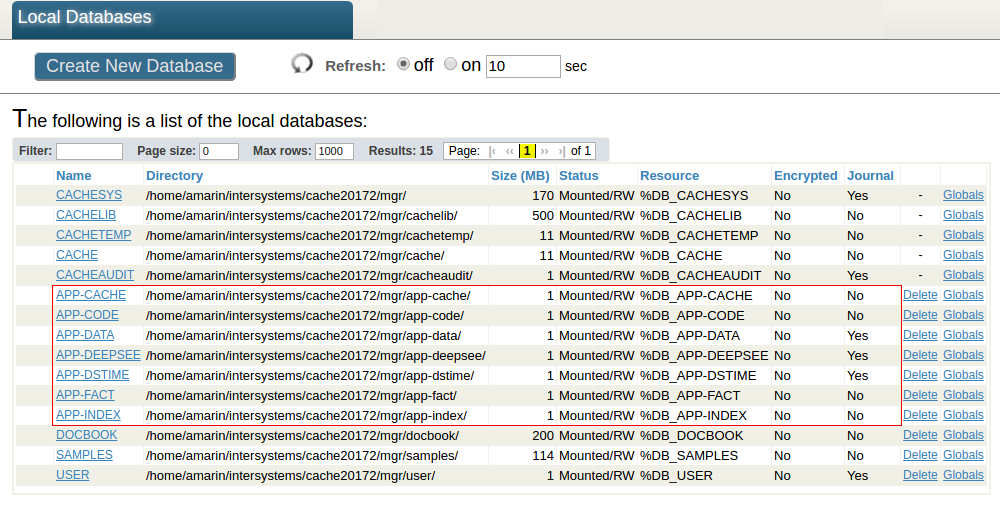 Local Databases
Create New Database Refresh: off on 10 sec
The following is a list of the local databases:
Filter: Page size: 0 Max rows: 1000 Results: 15 Page: |‹ ‹‹ 1 ›› ›| of 1
Name Directory Size (MB) Status Resource Encrypted Journal
CACHESYS /home/amarin/intersystems/cache20172/mgr/ 170 Mounted/RW %DB_CACHESYS No Yes - Globals
CACHELIB /home/amarin/intersystems/cache20172/mgr/cachelib/ 500 Mounted/RW %DB_CACHELIB No No - Globals
CACHETEMP /home/amarin/intersystems/cache20172/mgr/cachetemp/ 11 Mounted/RW %DB_CACHETEMP No No - Globals
CACHE /home/amarin/intersystems/cache20172/mgr/cache/ 11 Mounted/RW %DB_CACHE No No - Globals
CACHEAUDIT /home/amarin/intersystems/cache20172/mgr/cacheaudit/ 1 Mounted/RW %DB_CACHEAUDIT No Yes - Globals
APP-CACHE /home/amarin/intersystems/cache20172/mgr/app-cache/ 1 Mounted/RW %DB_APP-CACHE No No Delete Globals
APP-CODE /home/amarin/intersystems/cache20172/mgr/app-code/ 1 Mounted/RW %DB_APP-CODE No No Delete Globals
APP-DATA /home/amarin/intersystems/cache20172/mgr/app-data/ 1 Mounted/RW %DB_APP-DATA No Yes Delete Globals
APP-DEEPSEE /home/amarin/intersystems/cache20172/mgr/app-deepsee/ 1 Mounted/RW %DB_APP-DEEPSEE No Yes Delete Globals
APP-DSTIME /home/amarin/intersystems/cache20172/mgr/app-dstime/ 1 Mounted/RW %DB_APP-DSTIME No Yes Delete Globals
APP-FACT /home/amarin/intersystems/cache20172/mgr/app-fact/ 1 Mounted/RW %DB_APP-FACT No No Delete Globals
APP-INDEX /home/amarin/intersystems/cache20172/mgr/app-index/ 1 Mounted/RW %DB_APP-INDEX No No Delete Globals
DOCBOOK /home/amarin/intersystems/cache20172/mgr/docbook/ 200 Mounted/RW %DB_DOCBOOK No No Delete Globals
SAMPLES /home/amarin/intersystems/cache20172/mgr/samples/ 114 Mounted/RW %DB_SAMPLES No No Delete Globals
USER /home/amarin/intersystems/cache20172/mgr/user/ 1 Mounted/RW %DB_USER No Yes Delete Globals